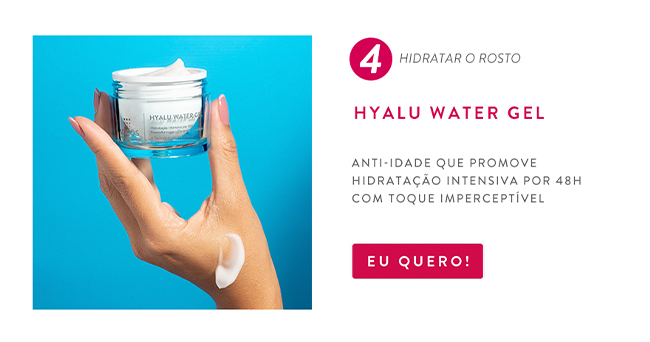 4
HIDRATAR O ROSTO
HYALU WATER GEL
ANTI-IDADE QUE PROMOVE
HIDRATAÇÃO INTENSIVA POR 48H
COM TOQUE IMPERCEPTÍVEL
EU QUERO!
HYALU WATER GEL